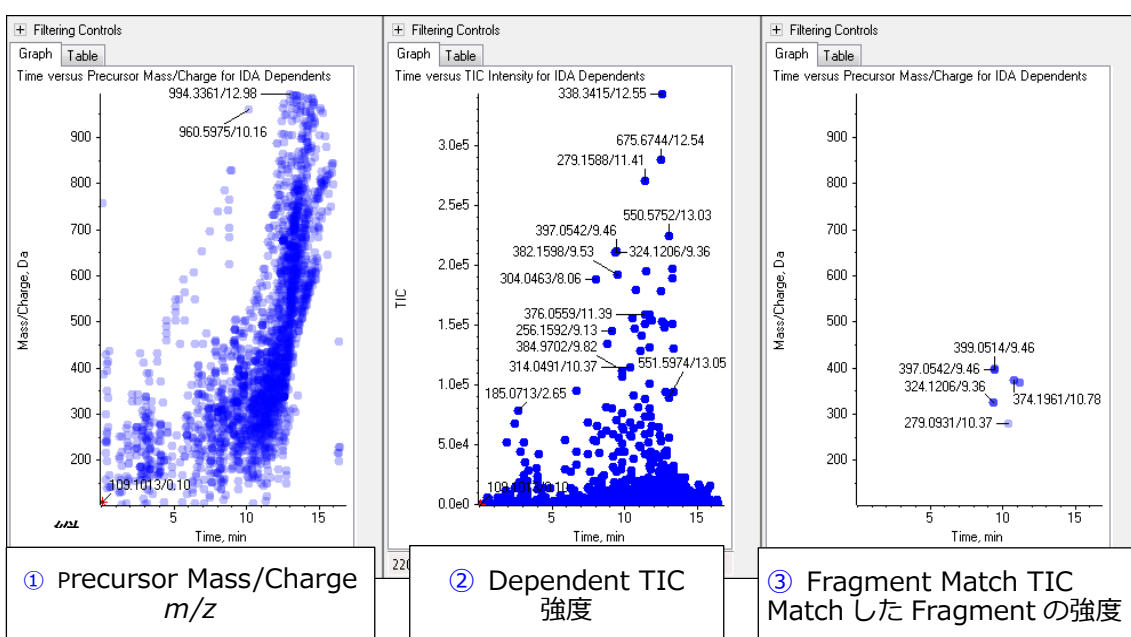 Filtering Controls
Graph Table
Time versus Precursor Mass/Charge for IDA Dependents
994.3361/12.98
960.5975/10.16
900
800
700
600
500
400
300
200
Mass/Charge, Da
109.1013/0.10
5 10 15
Time, min
① Precursor Mass/Charge
m/z
Filtering Controls
Graph Table
Time versus TIC Intensity for IDA Dependents
338.3415/12.55
675.6744/12.54
279.1588/11.41
550.5752/13.03
397.0542/9.46
382.1598/9.53
324.1206/9.36
304.0463/8.06
376.0559/11.39
256.1592/9.13
384.9702/9.82
314.0491/10.37
551.5974/13.05
185.0713/2.65
3.0e5
2.5e5
2.0e5
1.5e5
1.0e5
5.0e4
0.0e0
TIC
5 10 15
Time, min
② Dependent TIC
強度
Filtering Controls
Graph Table
Time versus Precursor Mass/Charge for IDA Dependents
900
800
700
600
500
400
300
200
Mass/Charge, Da
399.0514/9.46
397.0542/9.46
324.1206/9.36
374.1961/10.78
279.0931/10.37
5 10 15
Time, min
③ Fragment Match TIC
Match した Fragment の強度